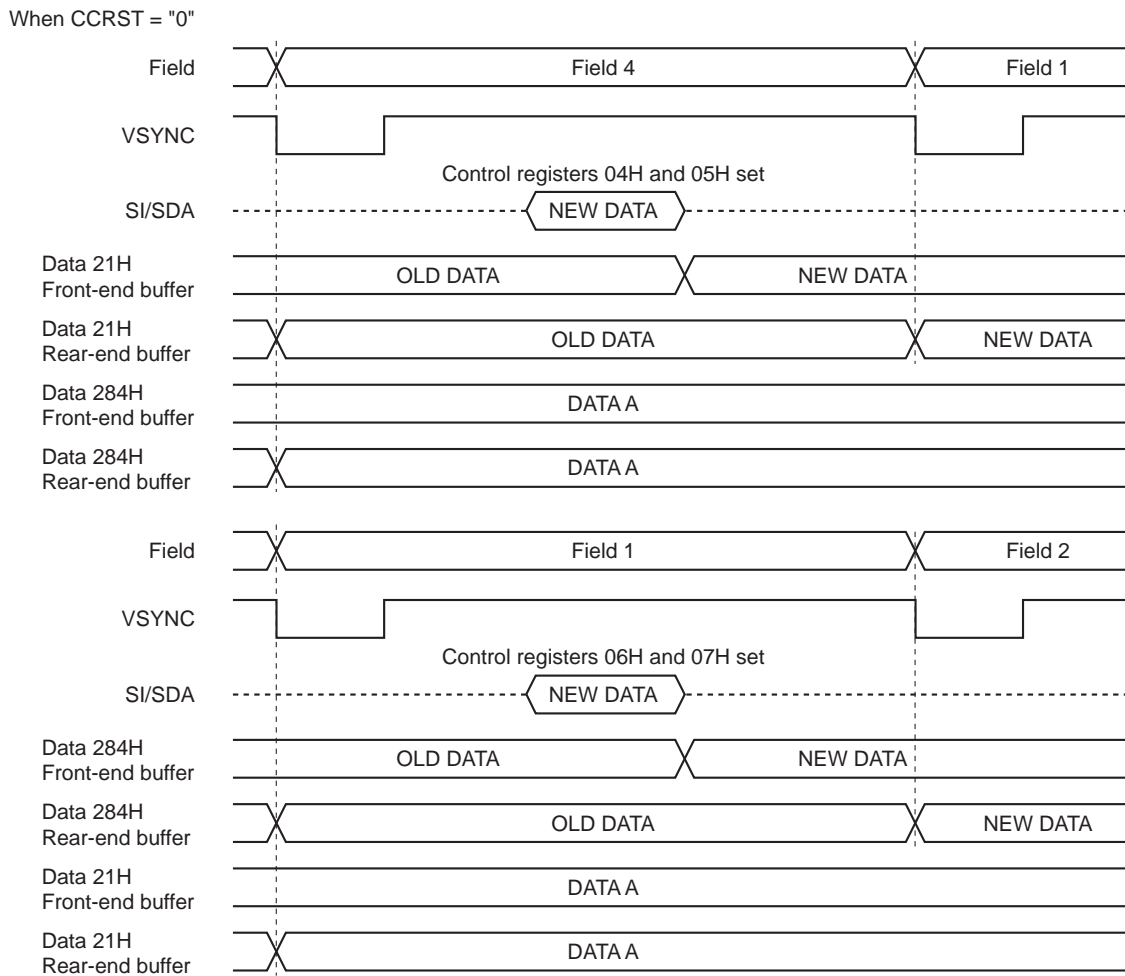 When CCRST = "0"
Field
Field 4
Field 1
VSYNC
Control registers 04H and 05H set
SI/SDA
NEW DATA
Data 21H
Front-end buffer
OLD DATA
NEW DATA
Data 21H
Rear-end buffer
OLD DATA
NEW DATA
Data 284H
Front-end buffer
DATA A
Data 284H
Rear-end buffer
DATA A
Field
Field 1
Field 2
VSYNC
Control registers 06H and 07H set
SI/SDA
NEW DATA
Data 284H
Front-end buffer
OLD DATA
NEW DATA
Data 284H
Rear-end buffer
OLD DATA
NEW DATA
Data 21H
Front-end buffer
DATA A
Data 21H
Rear-end buffer
DATA A